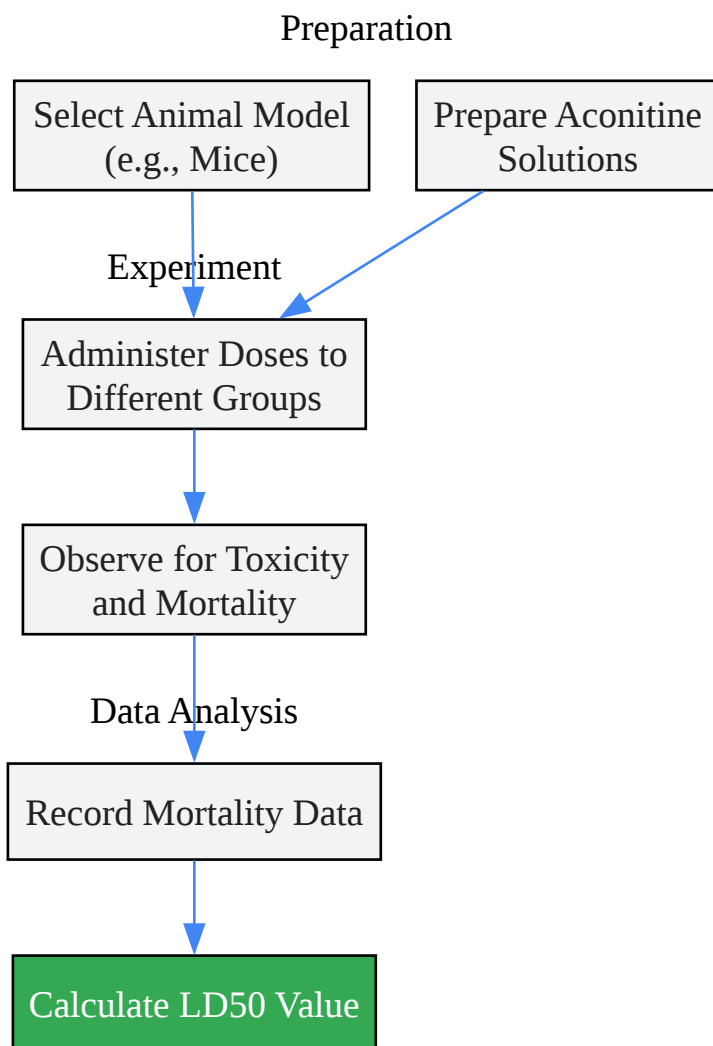 Preparation
Select Animal Model
(e.g., Mice)
Prepare Aconitine
Solutions
Experiment
Administer Doses to
Different Groups
Observe for Toxicity
and Mortality
Data Analysis
Record Mortality Data
Calculate LD50 Value